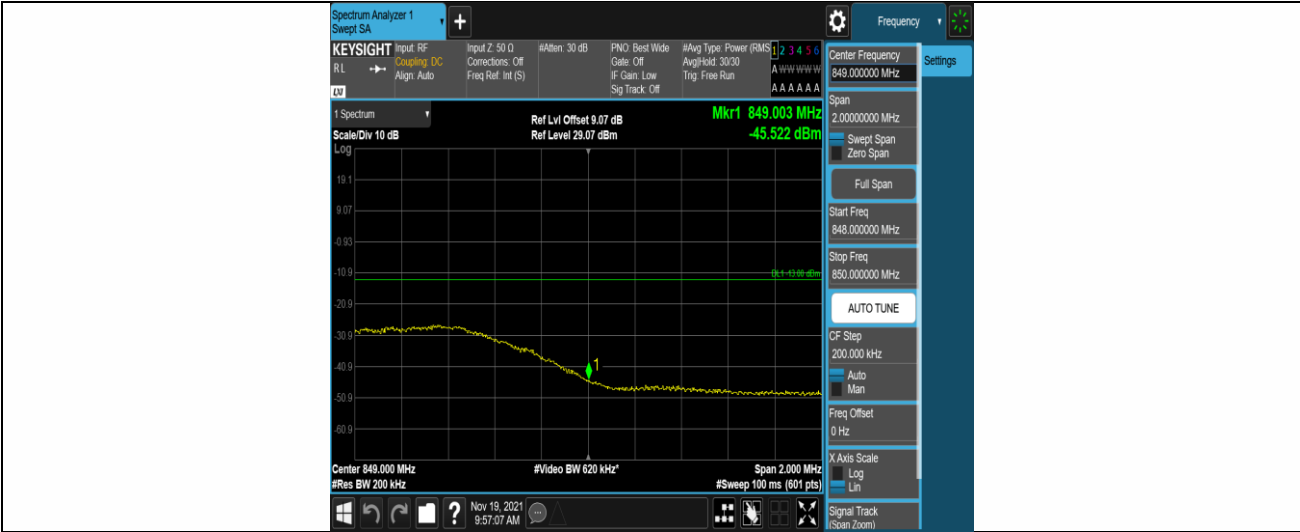 Spectrum Analyzer 1
Swept SA
+
Frequency
KEYSIGHT
RL
LXI
Input: RF
Coupling: DC
Align: Auto
Input Z: 50 Ω
Corrections: Off
Freq Ref: Int (S)
#Atten: 30 dB
PNO: Best Wide
Gate: Off
IF Gain: Low
Sig Track: Off
#Avg Type: Power (RMS
Avg|Hold: 30/30
Trig: Free Run
1 2 3 4 5 6
A W W W W W
A A A A A A
1 Spectrum
Scale/Div 10 dB
Ref Lvl Offset 9.07 dB
Ref Level 29.07 dBm
Mkr1 849.003 MHz
-45.522 dBm
Log
19.1
9.07
-0.93
-10.9
-20.9
-30.9
-40.9
-50.9
-60.9
DL1 -13.00 dBm
1
Center 849.000 MHz
#Res BW 200 kHz
#Video BW 620 kHz*
Span 2.000 MHz
#Sweep 100 ms (601 pts)
Center Frequency
849.000000 MHz
Settings
Span
2.00000000 MHz
Swept Span
Zero Span
Full Span
Start Freq
848.000000 MHz
Stop Freq
850.000000 MHz
AUTO TUNE
CF Step
200.000 kHz
Auto
Man
Freq Offset
0 Hz
X Axis Scale
Log
Lin
Signal Track
(Span Zoom)
?
Nov 19, 2021
9:57:07 AM